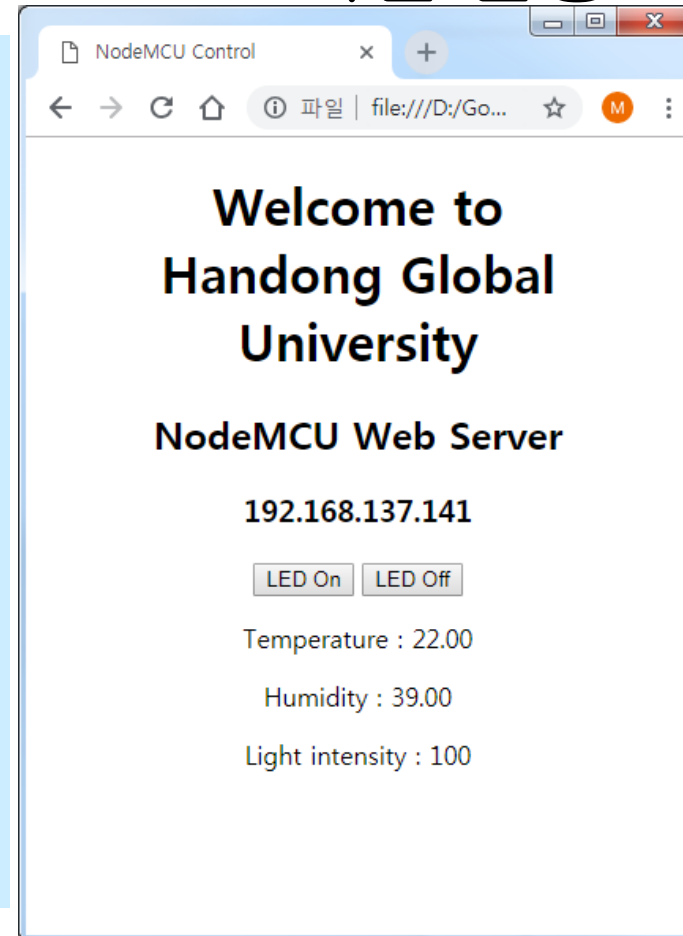 NodeMCU Control
파일 | file:///D:/Go...
M
Welcome to
Handong Global
University
NodeMCU Web Server
192.168.137.141
LED On LED Off
Temperature : 22.00
Humidity : 39.00
Light intensity : 100